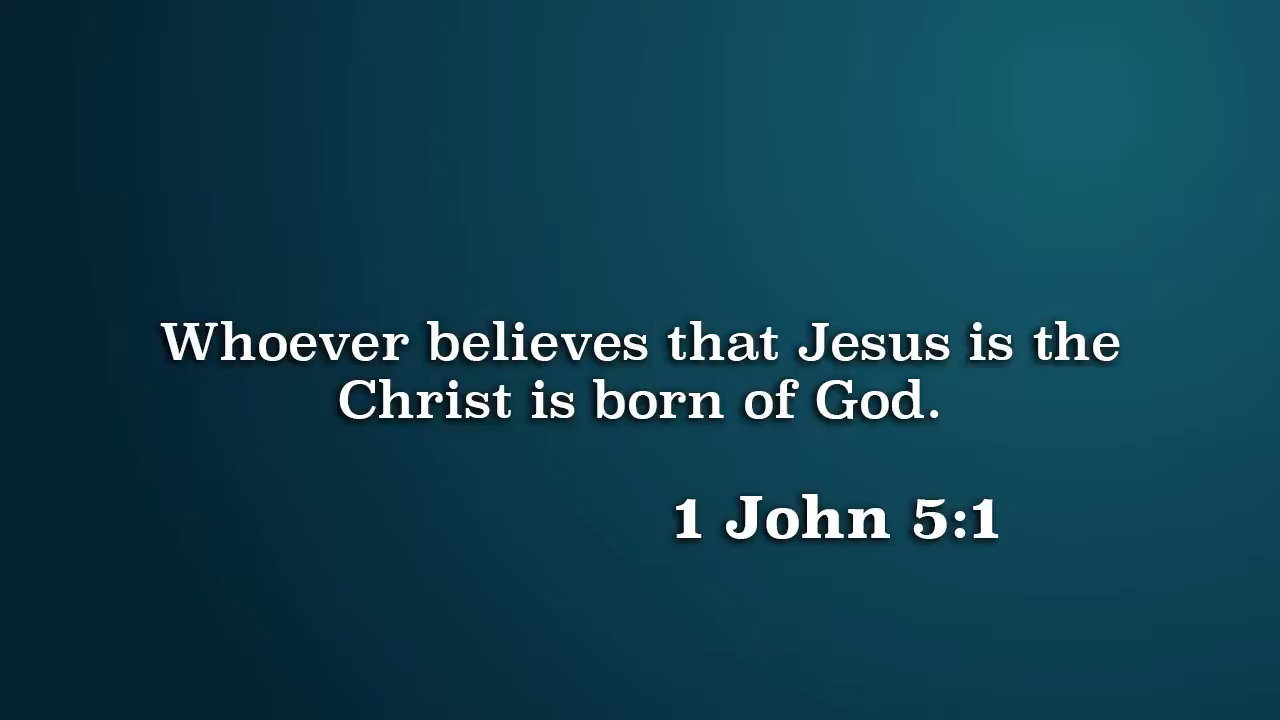 Whoever believes that Jesus is the
Christ is born of God.
1 John 5:1